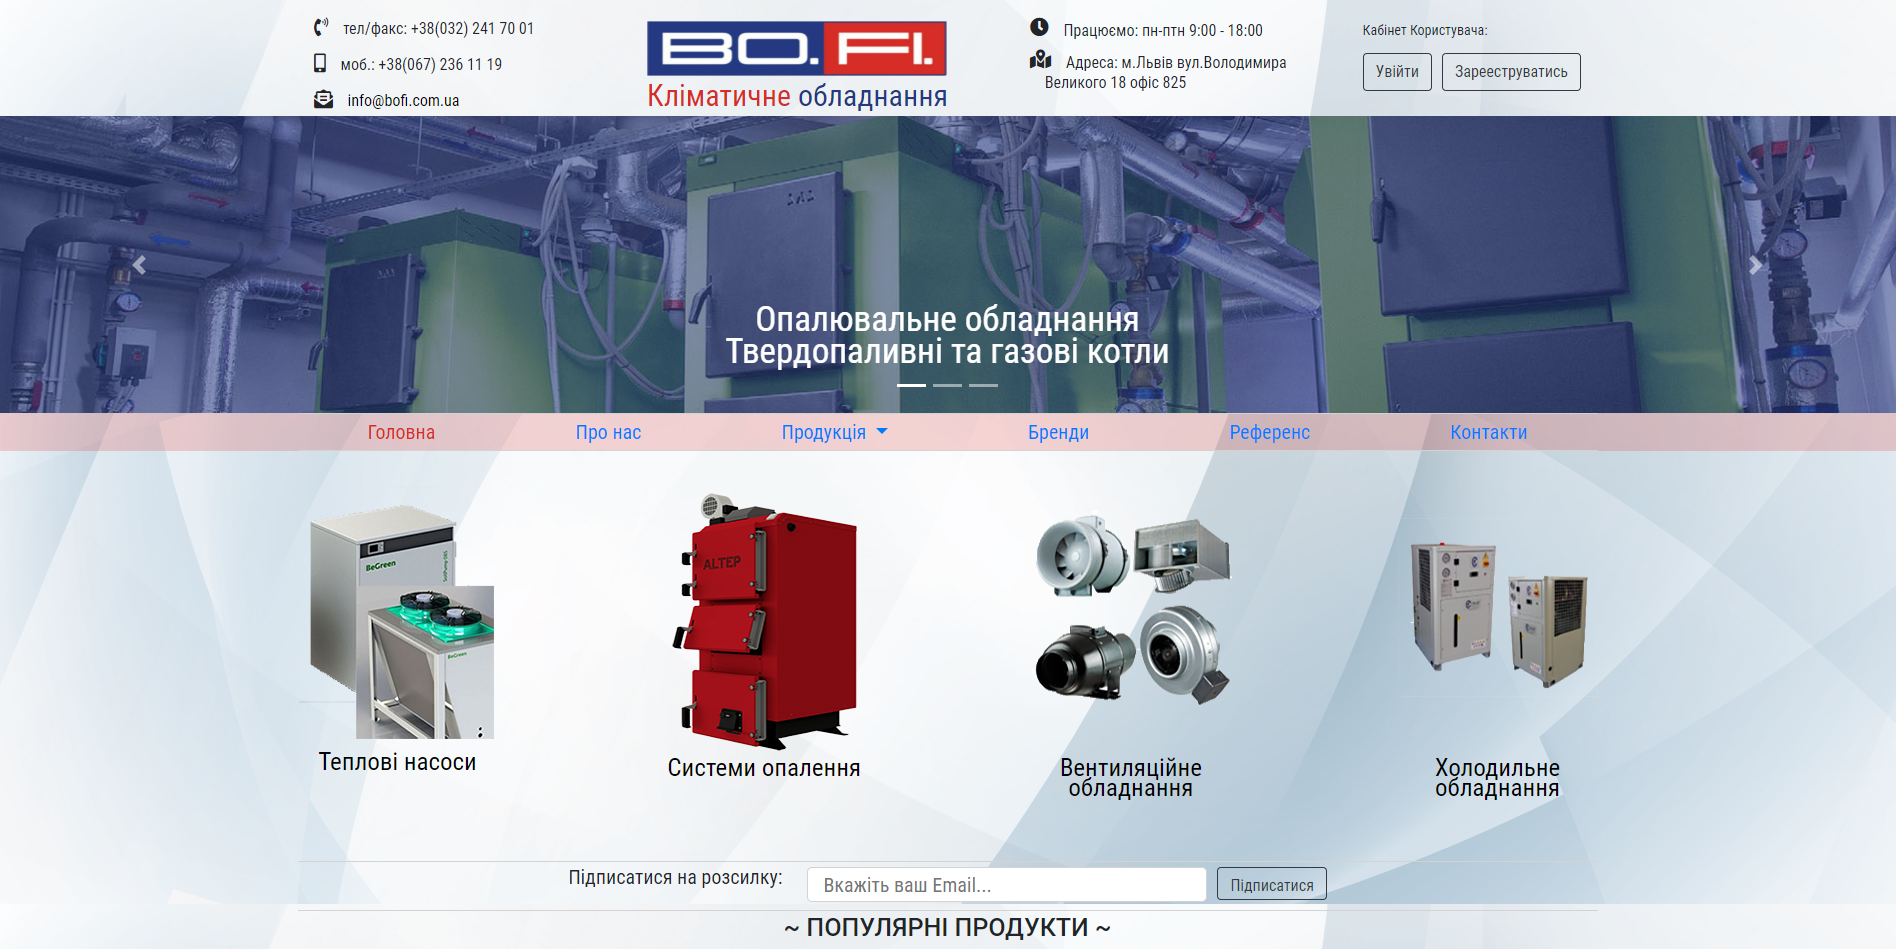 тел/факс: +38(032) 241 70 01
моб.: +38(067) 236 11 19
info@bofi.com.ua
BO.FI.
Кліматичне обладнання
Працюємо: пн-птн 9:00 - 18:00
Адреса: м.Львів вул.Володимира
Великого 18 офіс 825
Кабінет Користувача:
Увійти
Зареєструватись
Опалювальне обладнання
Твердопаливні та газові котли
Головна
Про нас
Продукція
Бренди
Референс
Контакти
BeGreen
BeGreen
ALTEP
Теплові насоси
Системи опалення
Вентиляційне
обладнання
Холодильне
обладнання
Підписатися на розсилку:
Вкажіть ваш Email...
Підписатися
~ ПОПУЛЯРНІ ПРОДУКТИ ~